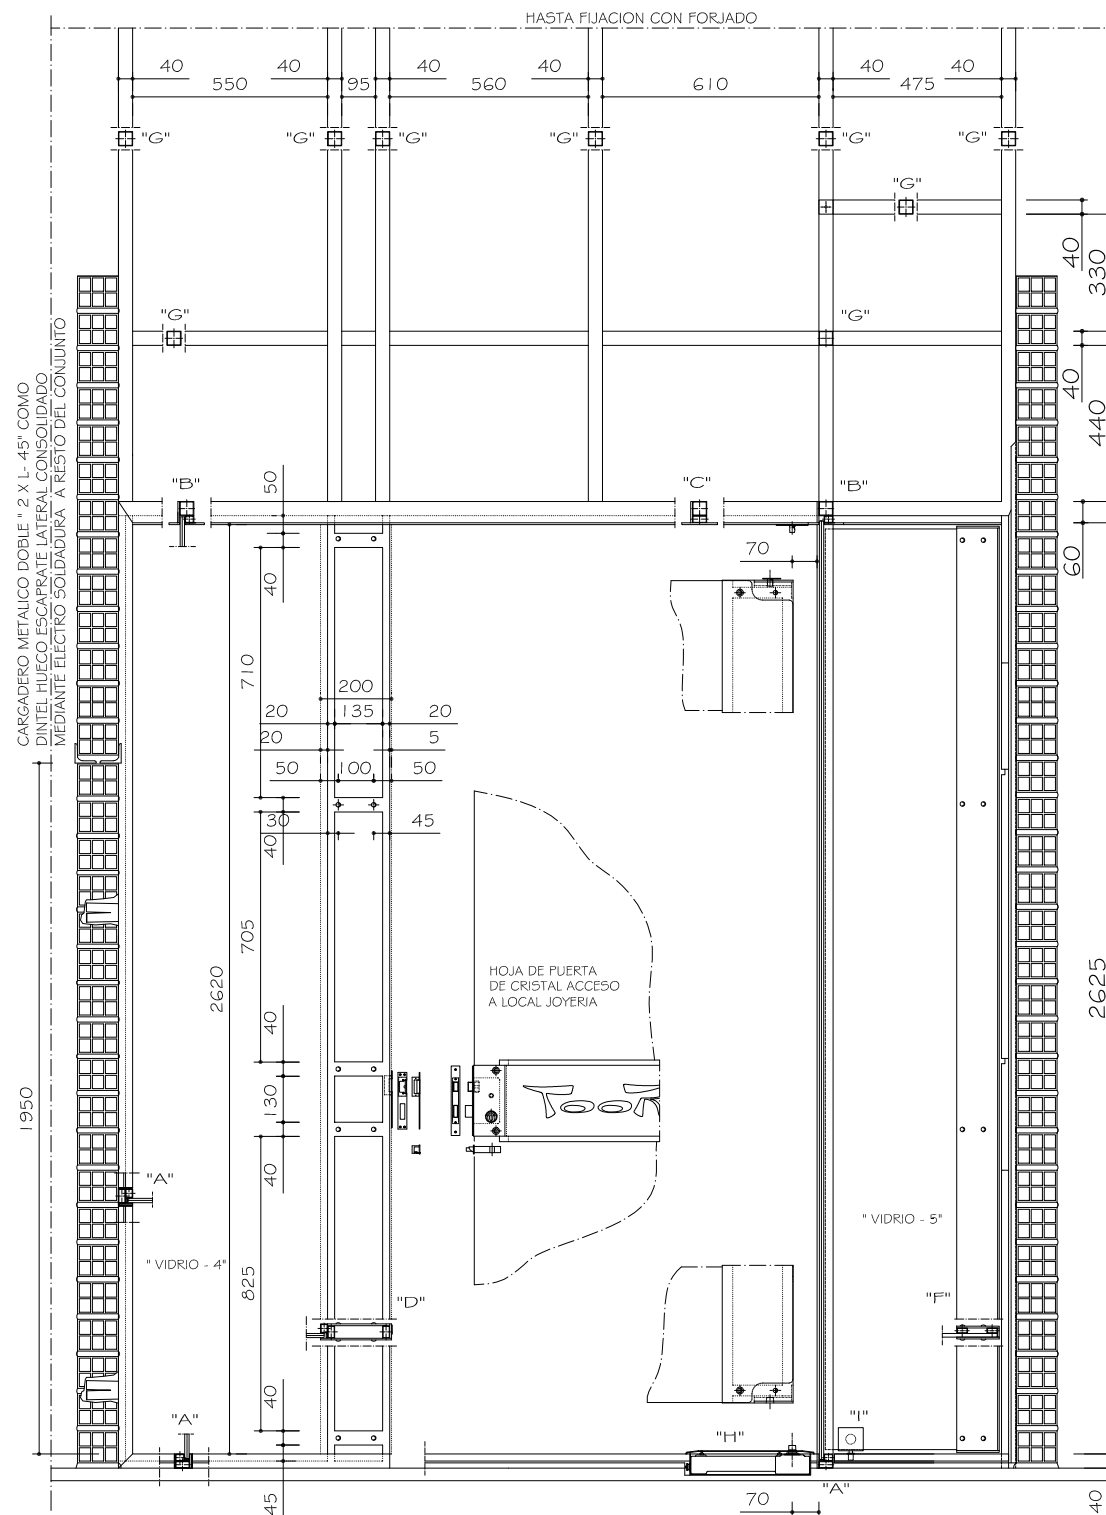 HASTA FIJACION CON FORJADO
40 40 40 40 40 40
550 95 560 610 475
"G" "G" "G" "G" "G" "G"
"G"
40
330
"G" "G"
40
440
CARGADERO METALICO DOBLE " 2 X L- 45" COMO
DINTEL HUECO ESCAPRATE LATERAL CONSOLIDADO
MEDIANTE ELECTRO SOLDADURA A RESTO DEL CONJUNTO
50
"B" "C" "B"
70
60
40
710
200
20 135 20
20 5
50 100 50
30 45
40
705
2620
HOJA DE PUERTA
DE CRISTAL ACCESO
A LOCAL JOYERIA
2625
40
130
1950
40
"A"
" VIDRIO - 5"
" VIDRIO - 4"
825
"D" "F"
40
"A" "H" "I"
45
70 "A"
40